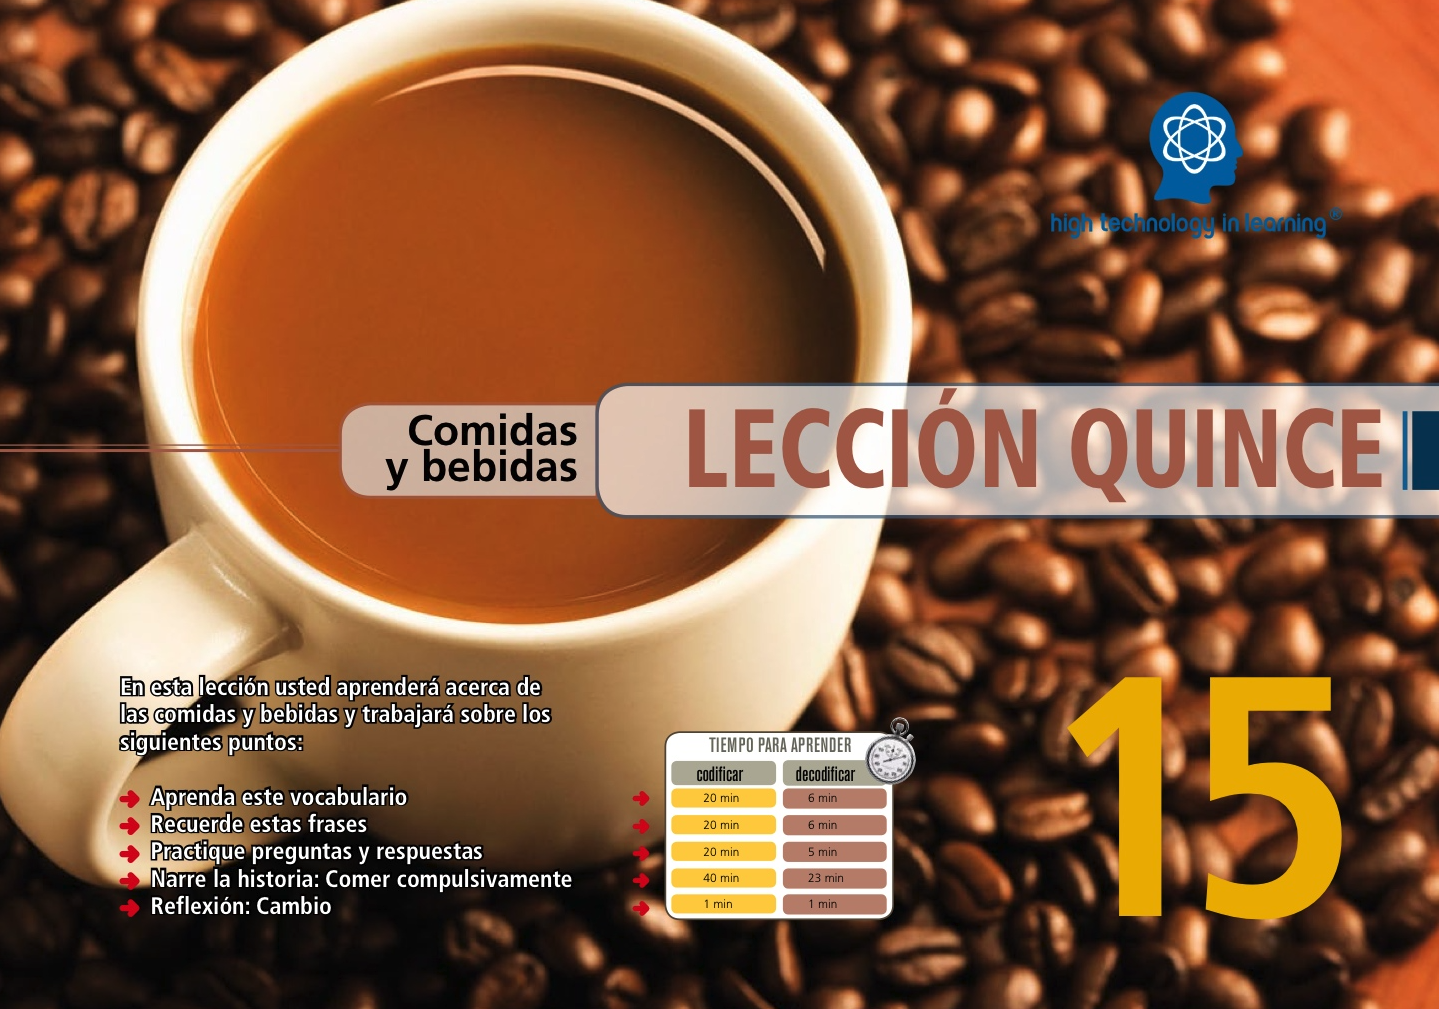 high technology in learning®
Comidas
y bebidas
LECCIÓN QUINCE
En esta lección usted aprenderá acerca de
las comidas y bebidas y trabajará sobre los
siguientes puntos:
Aprenda este vocabulario
Recuerde estas frases
Practique preguntas y respuestas
Narre la historia: Comer compulsivamente
Reflexión: Cambio
TIEMPO PARA APRENDER
codificar decodificar
20 min 6 min
20 min 6 min
20 min 5 min
40 min 23 min
1 min 1 min
15